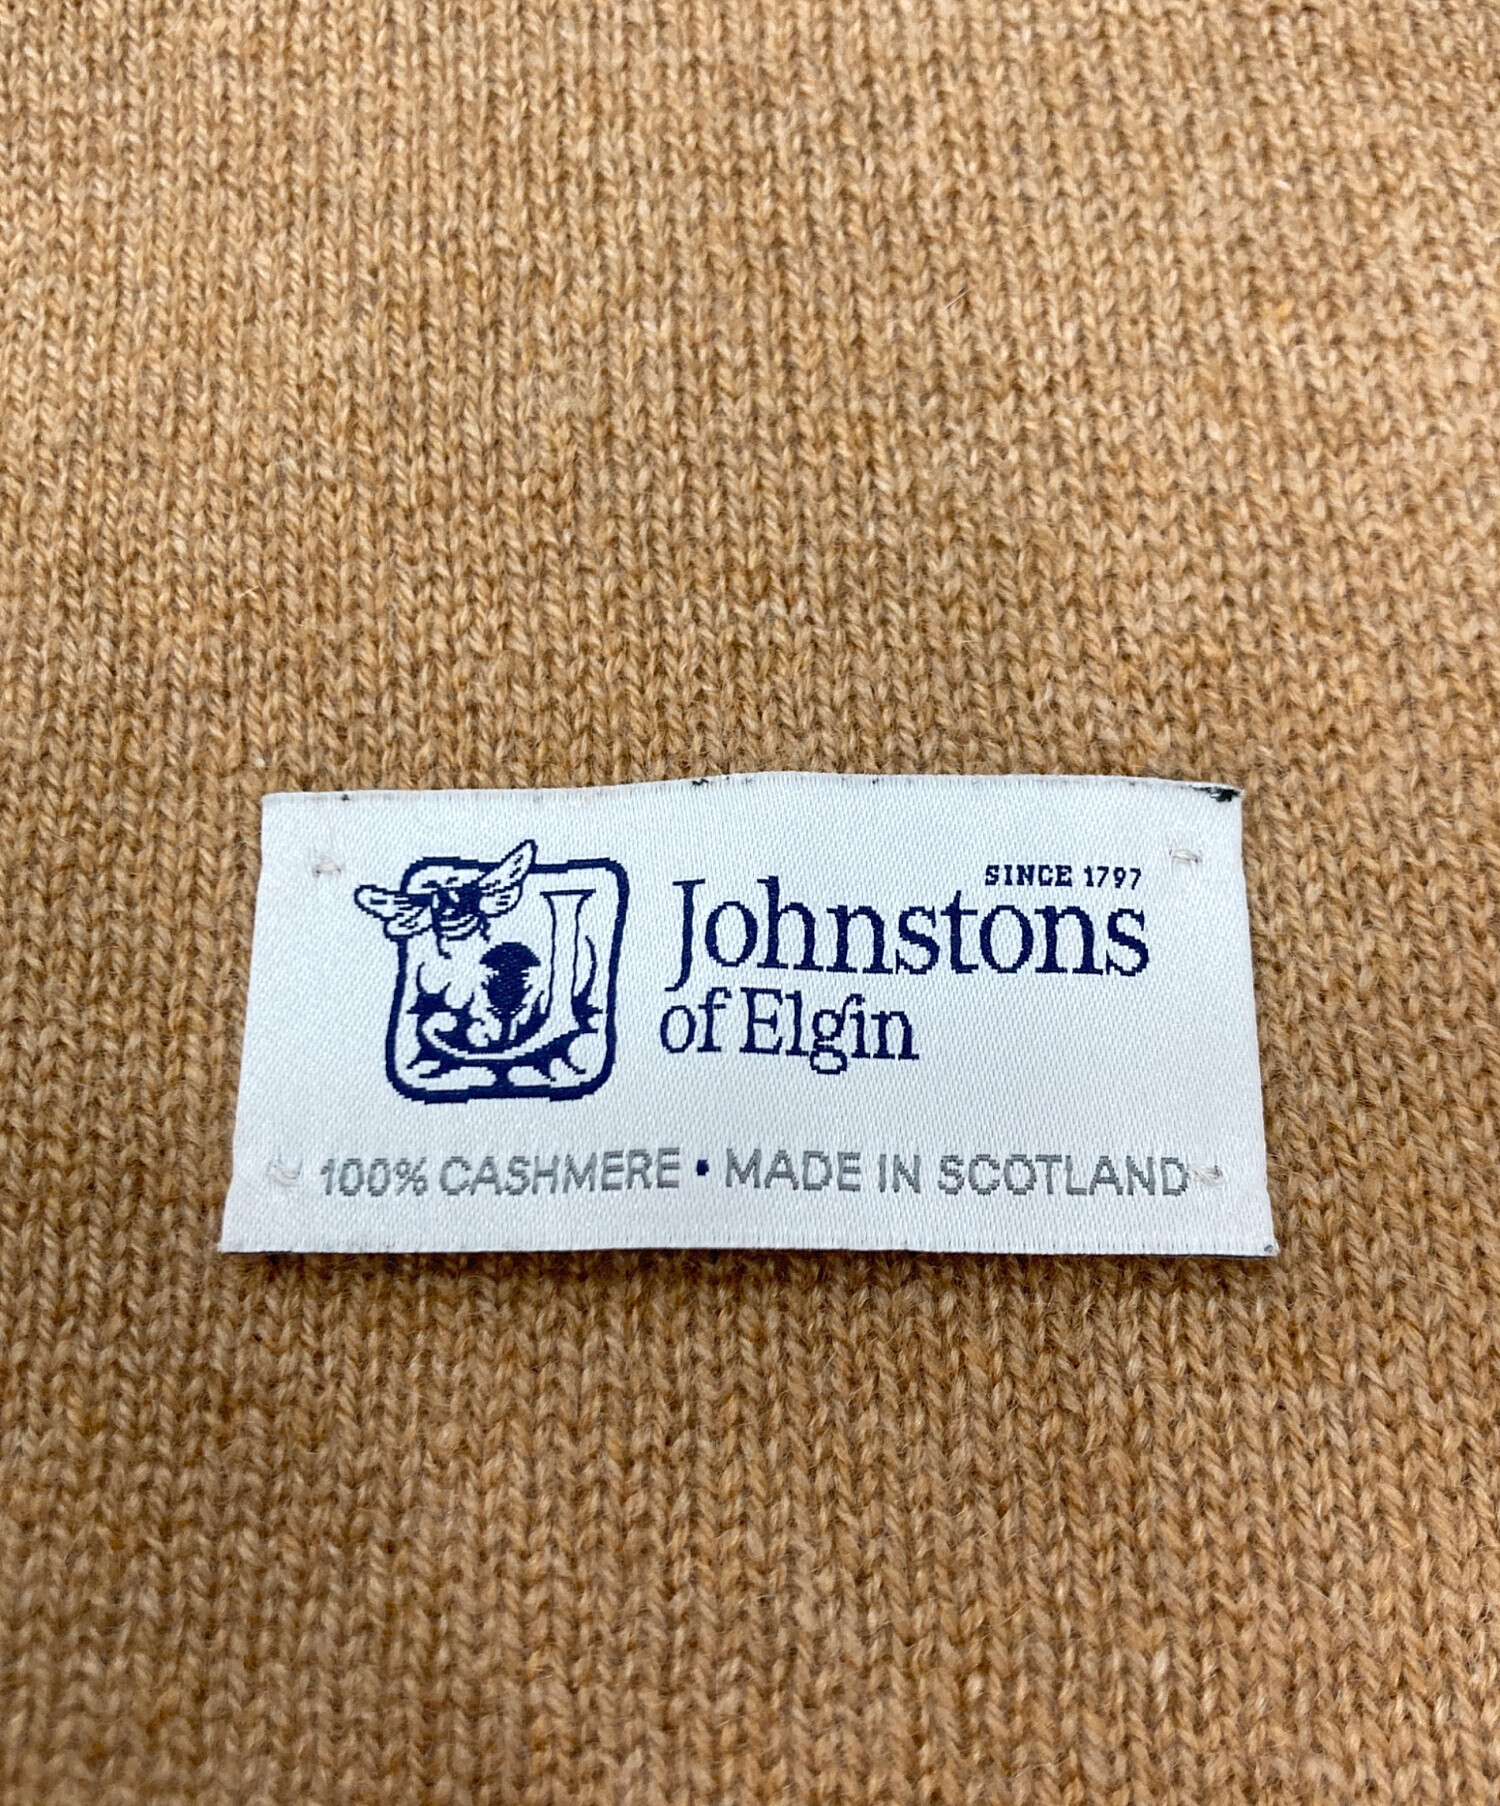 SINCE 1797
Johnstons
of Elgin
100% CASHMERE • MADE IN SCOTLAND